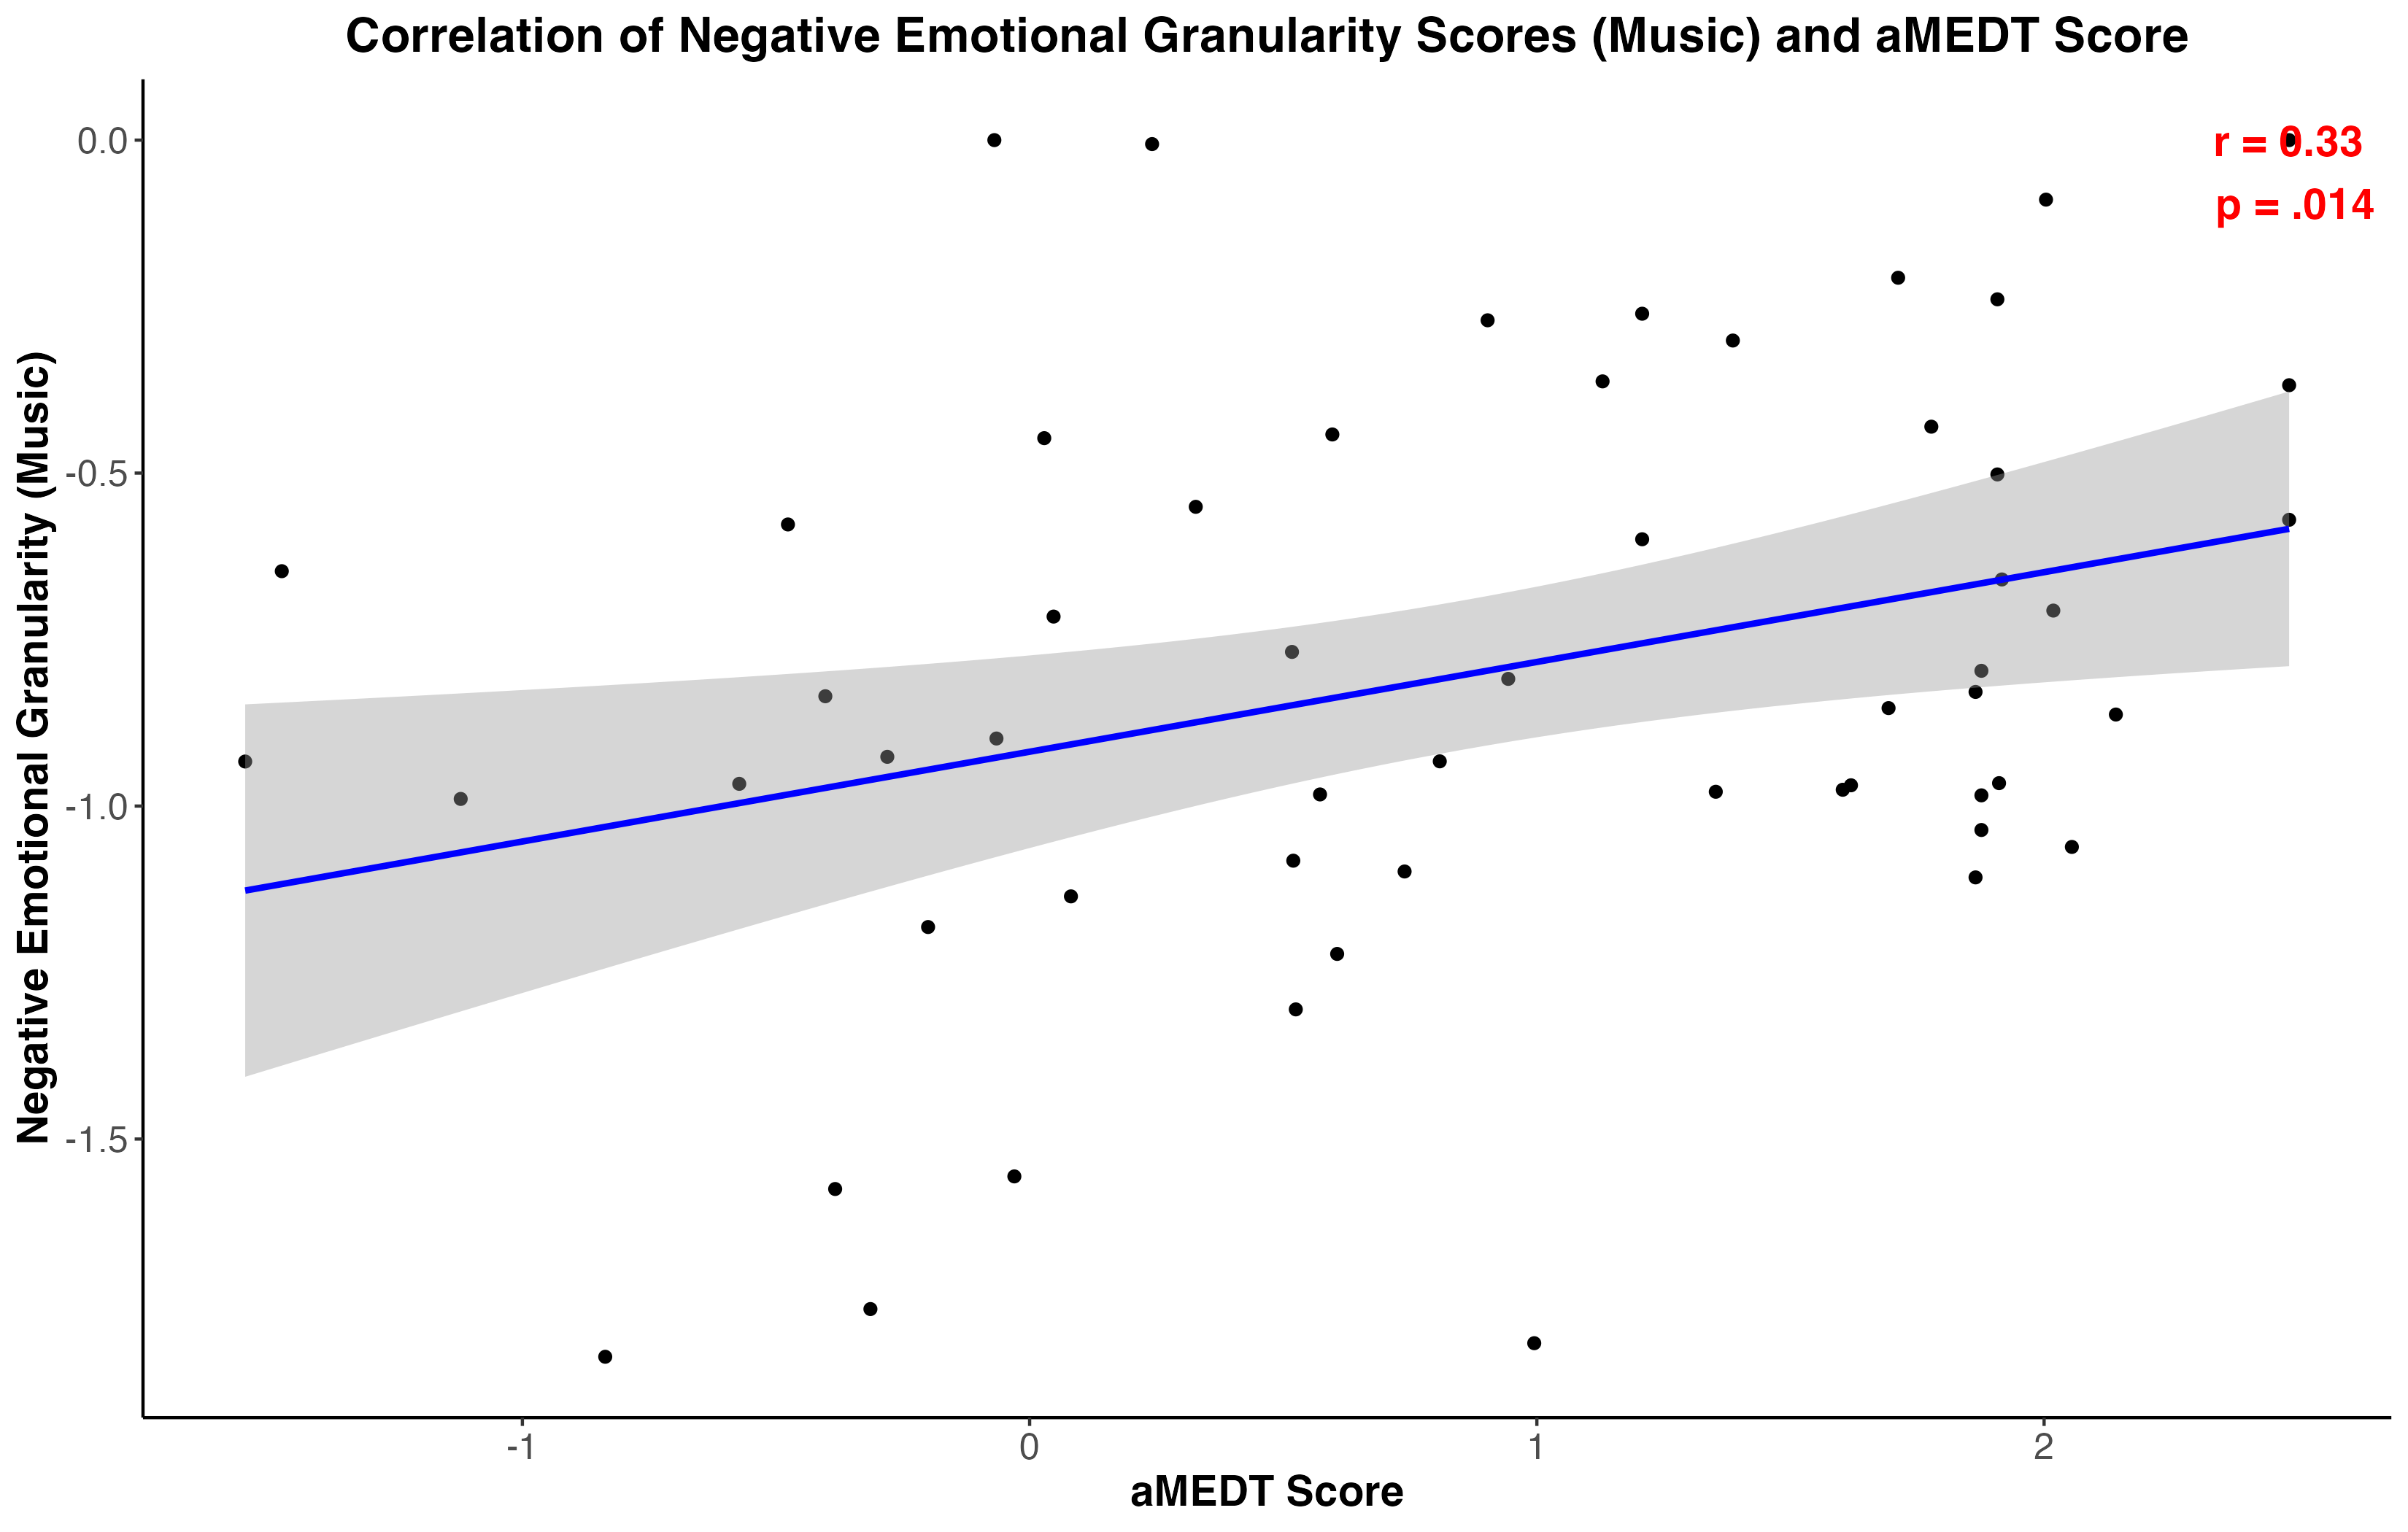 Correlation of Negative Emotional Granularity Scores (Music) and aMEDT Score
r = 0.33
p = .014
Negative Emotional Granularity (Music)
0.0
-0.5
-1.0
-1.5
-1
0
1
2
aMEDT Score